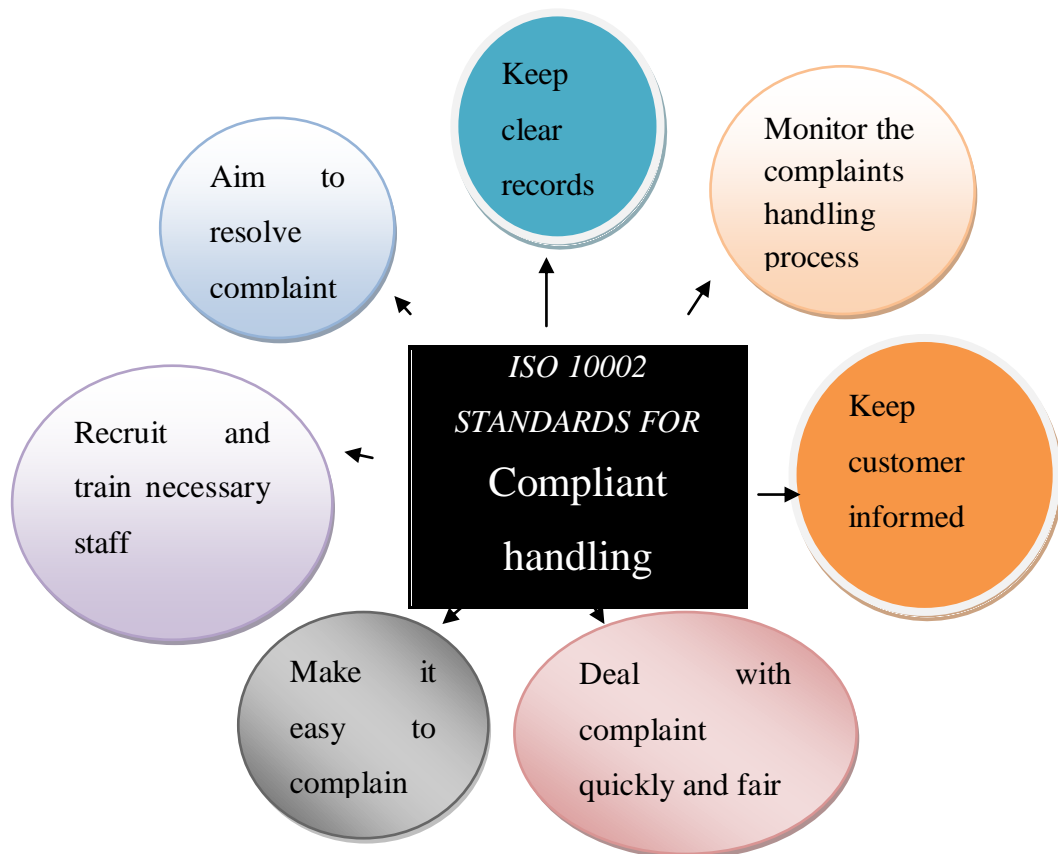 Keep
clear
records
Monitor the
complaints
handling
process
Aim to
resolve
complaint
ISO 10002
STANDARDS FOR
Compliant
handling
Keep
customer
informed
Recruit and
train necessary
staff
Make it
easy to
complain
Deal with
complaint
quickly and fair